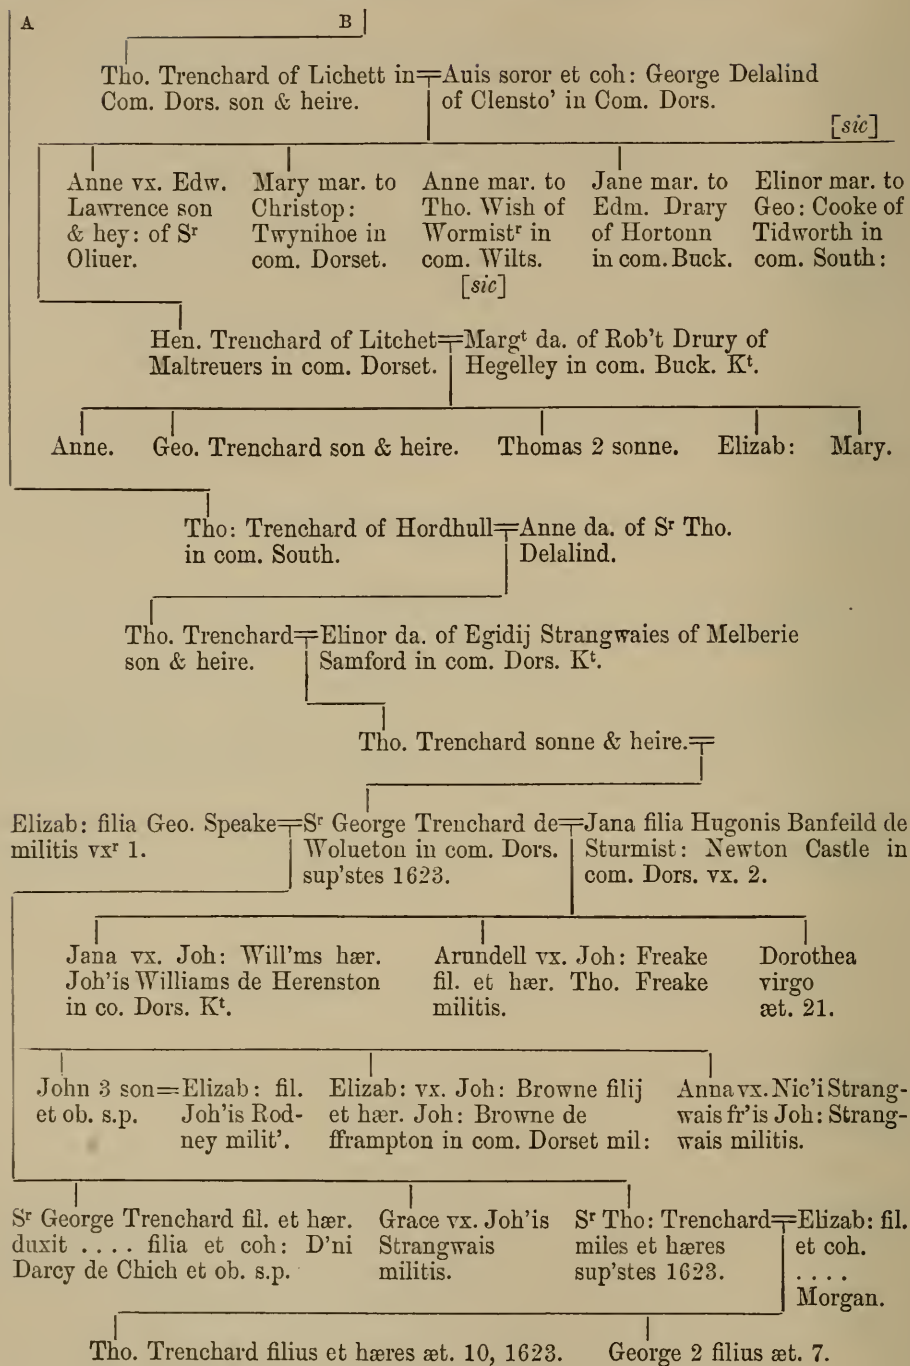 A B
Tho. Trenchard of Lichett in Auis soror et coh: George Delalind
Com. Dors. son & heire. of Clensto' in Com. Dors.
[sic]
Anne vx. Edw. Mary mar. to Anne mar. to Jane mar. to Elinor mar. to
Lawrence son Christop: Tho. Wish of Edm. Drary Geo: Cooke of
& hey: of Sr Twynihoe in Wormistr in of Hortonn Tidworth in
Oliuer. com. Dorset. com. Wilts. in com. Buck. com. South:
[sic]
Hen. Trenchard of Litchet Margt da. of Rob't Drury of
Maltreuers in com. Dorset. Hegelley in com. Buck. Kt.
Anne. Geo. Trenchard son & heire. Thomas 2 sonne. Elizab: Mary.
Tho: Trenchard of Hordhull Anne da. of Sr Tho.
in com. South. Delalind.
Tho. Trenchard Elinor da. of Egidij Strangwaies of Melberie
son & heire. Samford in com. Dors. Kt.
Tho. Trenchard sonne & heire.
Elizab: filia Geo. Speake Sr George Trenchard de Jana filia Hugonis Banfeild de
militis vxr 1. Wolueton in com. Dors. Sturmist: Newton Castle in
sup'stes 1623. com. Dors. vx. 2.
Jana vx. Joh: Will'ms hær. Arundell vx. Joh: Freake Dorothea
Joh'is Williams de Herenston fil. et hær. Tho. Freake virgo
in co. Dors. Kt. militis. æt. 21.
John 3 son= Elizab: fil. Elizab: vx. Joh: Browne filij Anna vx. Nic'i Strang-
et ob. s.p. Joh'is Rod- et hær. Joh: Browne de wais fr'is Joh: Strang-
ney milit'. fframpton in com. Dorset mil: wais militis.
Sr George Trenchard fil. et hær. Grace vx. Joh'is Sr Tho: Trenchard Elizab: fil.
duxit .... filia et coh: D'ni Strangwais miles et hæres et coh.
Darcy de Chich et ob. s.p. militis. sup'stes 1623. ....
Morgan.
Tho. Trenchard filius et hæres æt. 10, 1623. George 2 filius æt. 7.